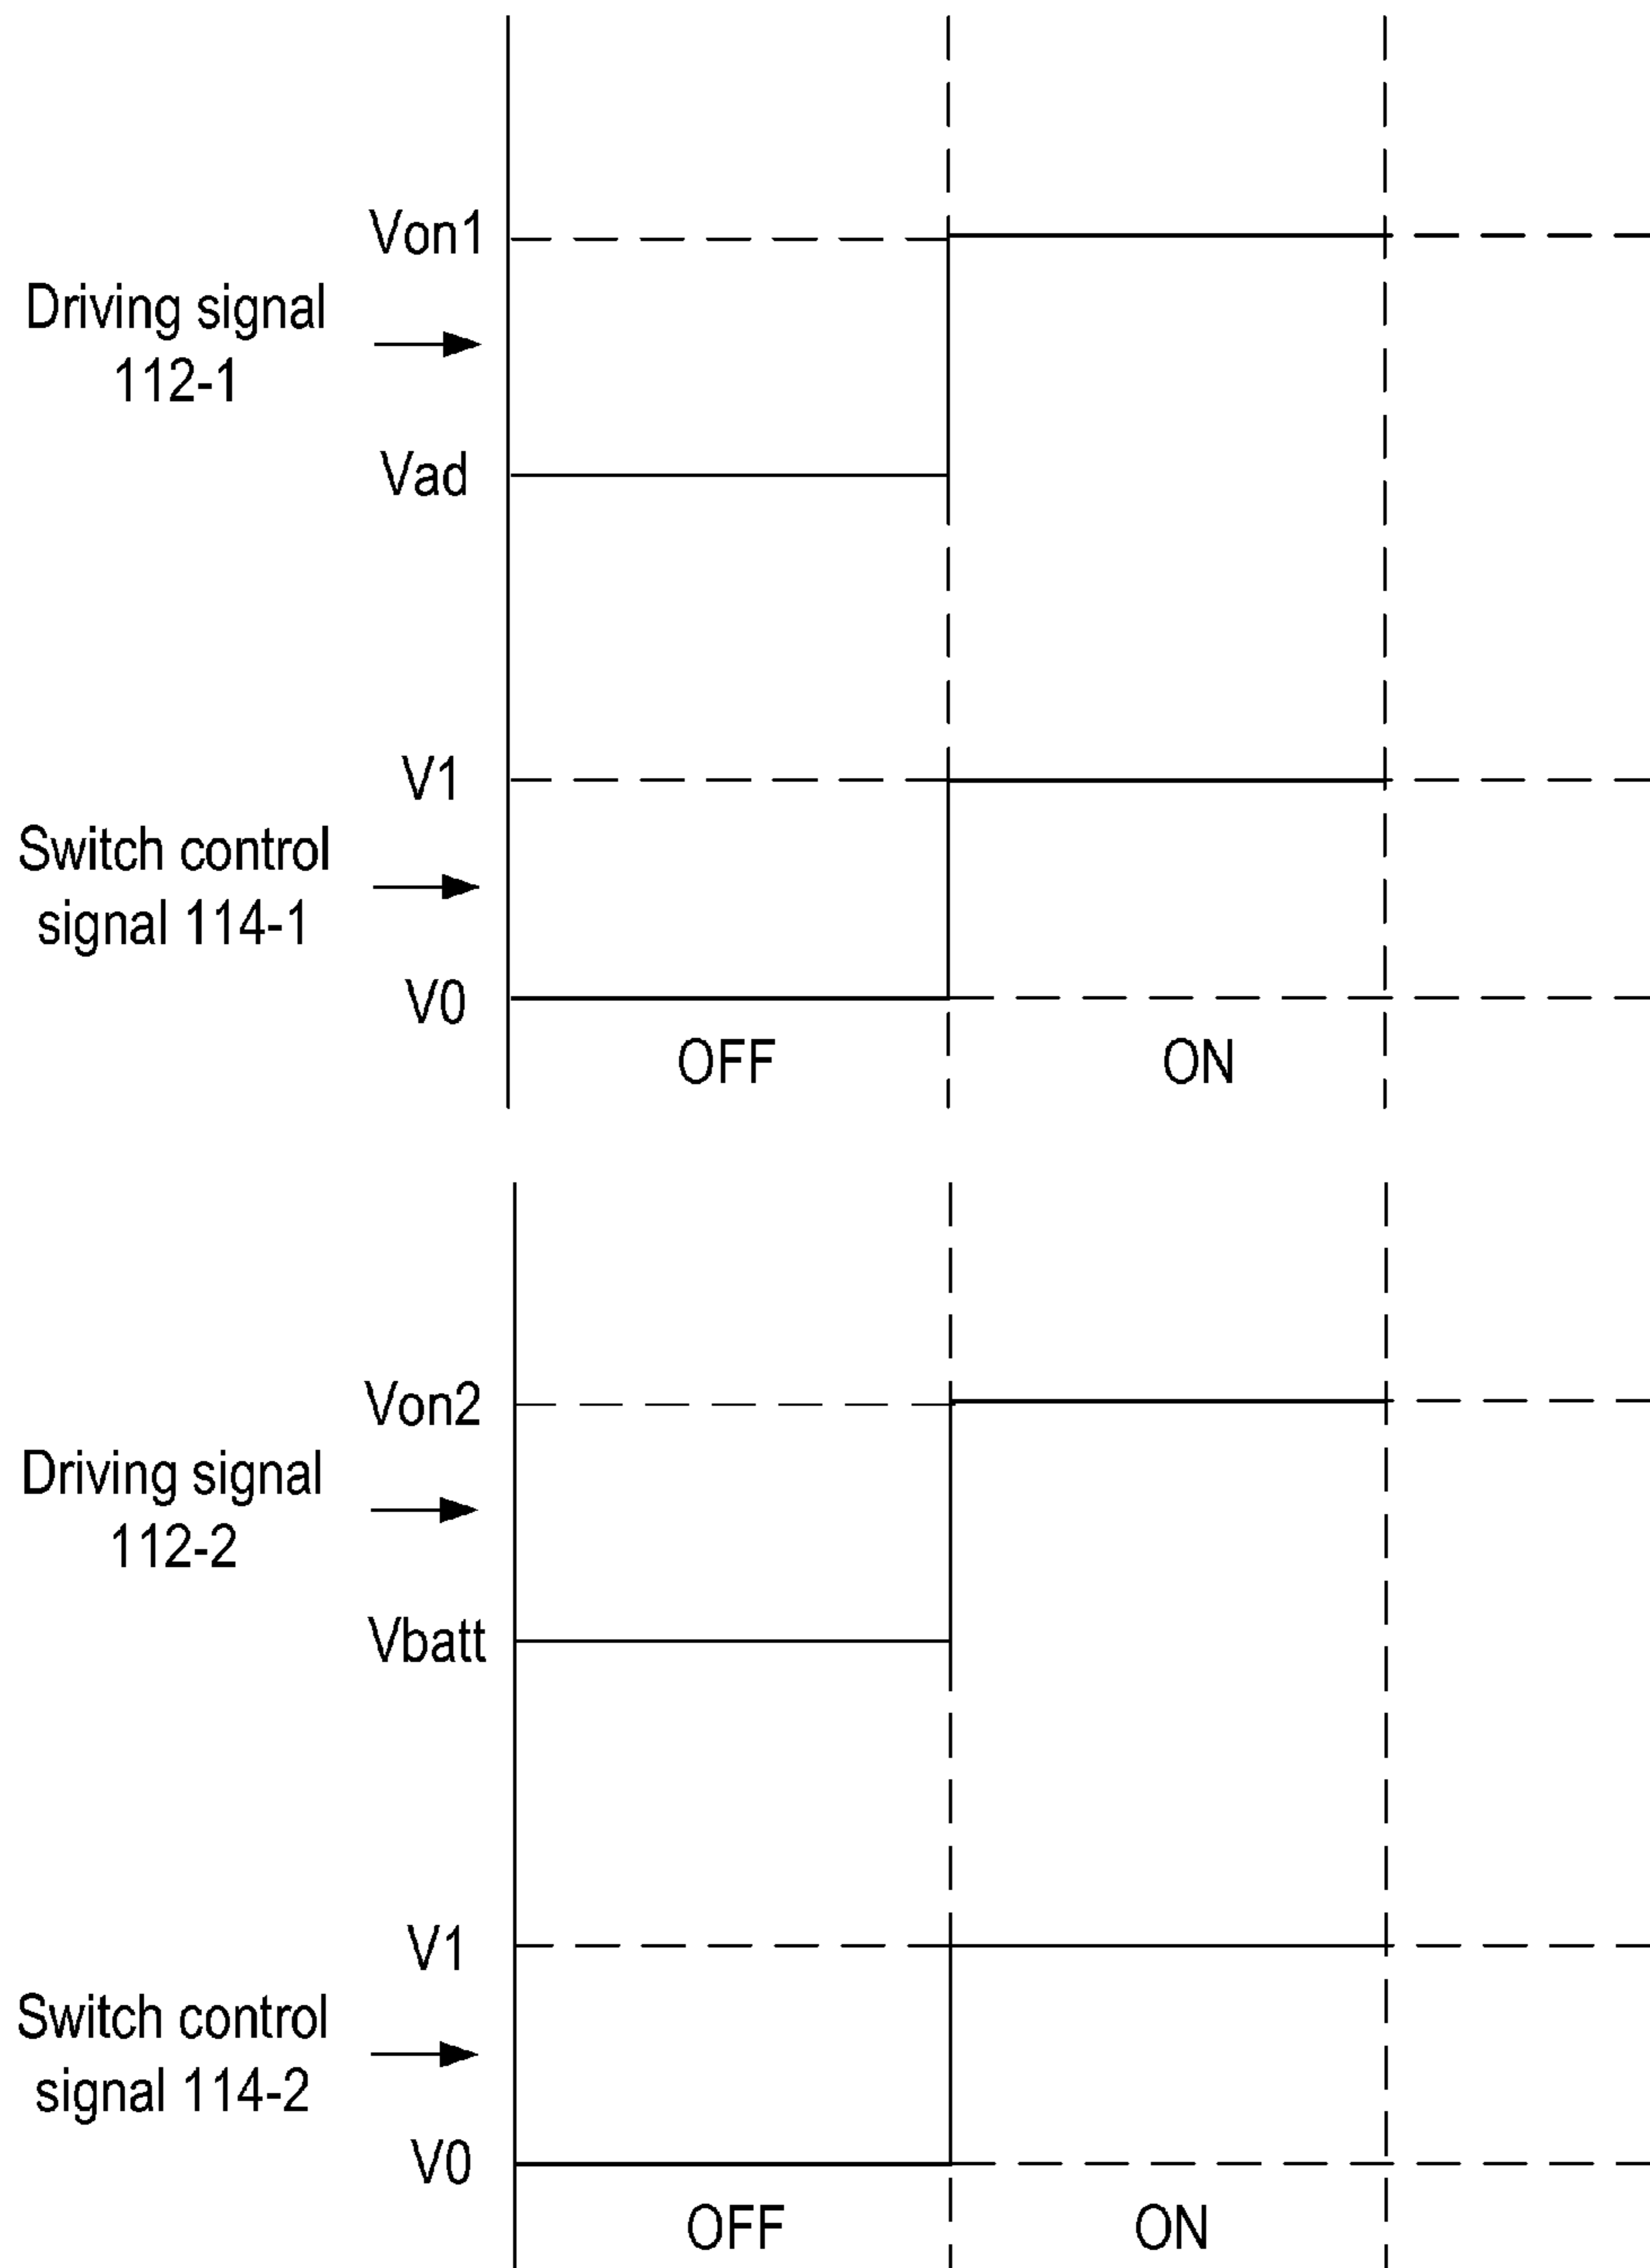 Von1
Driving signal
112-1
Vad
V1
Switch control
signal 114-1
V0
OFF ON
Von2
Driving signal
112-2
Vbatt
V1
Switch control
signal 114-2
V0
OFF ON